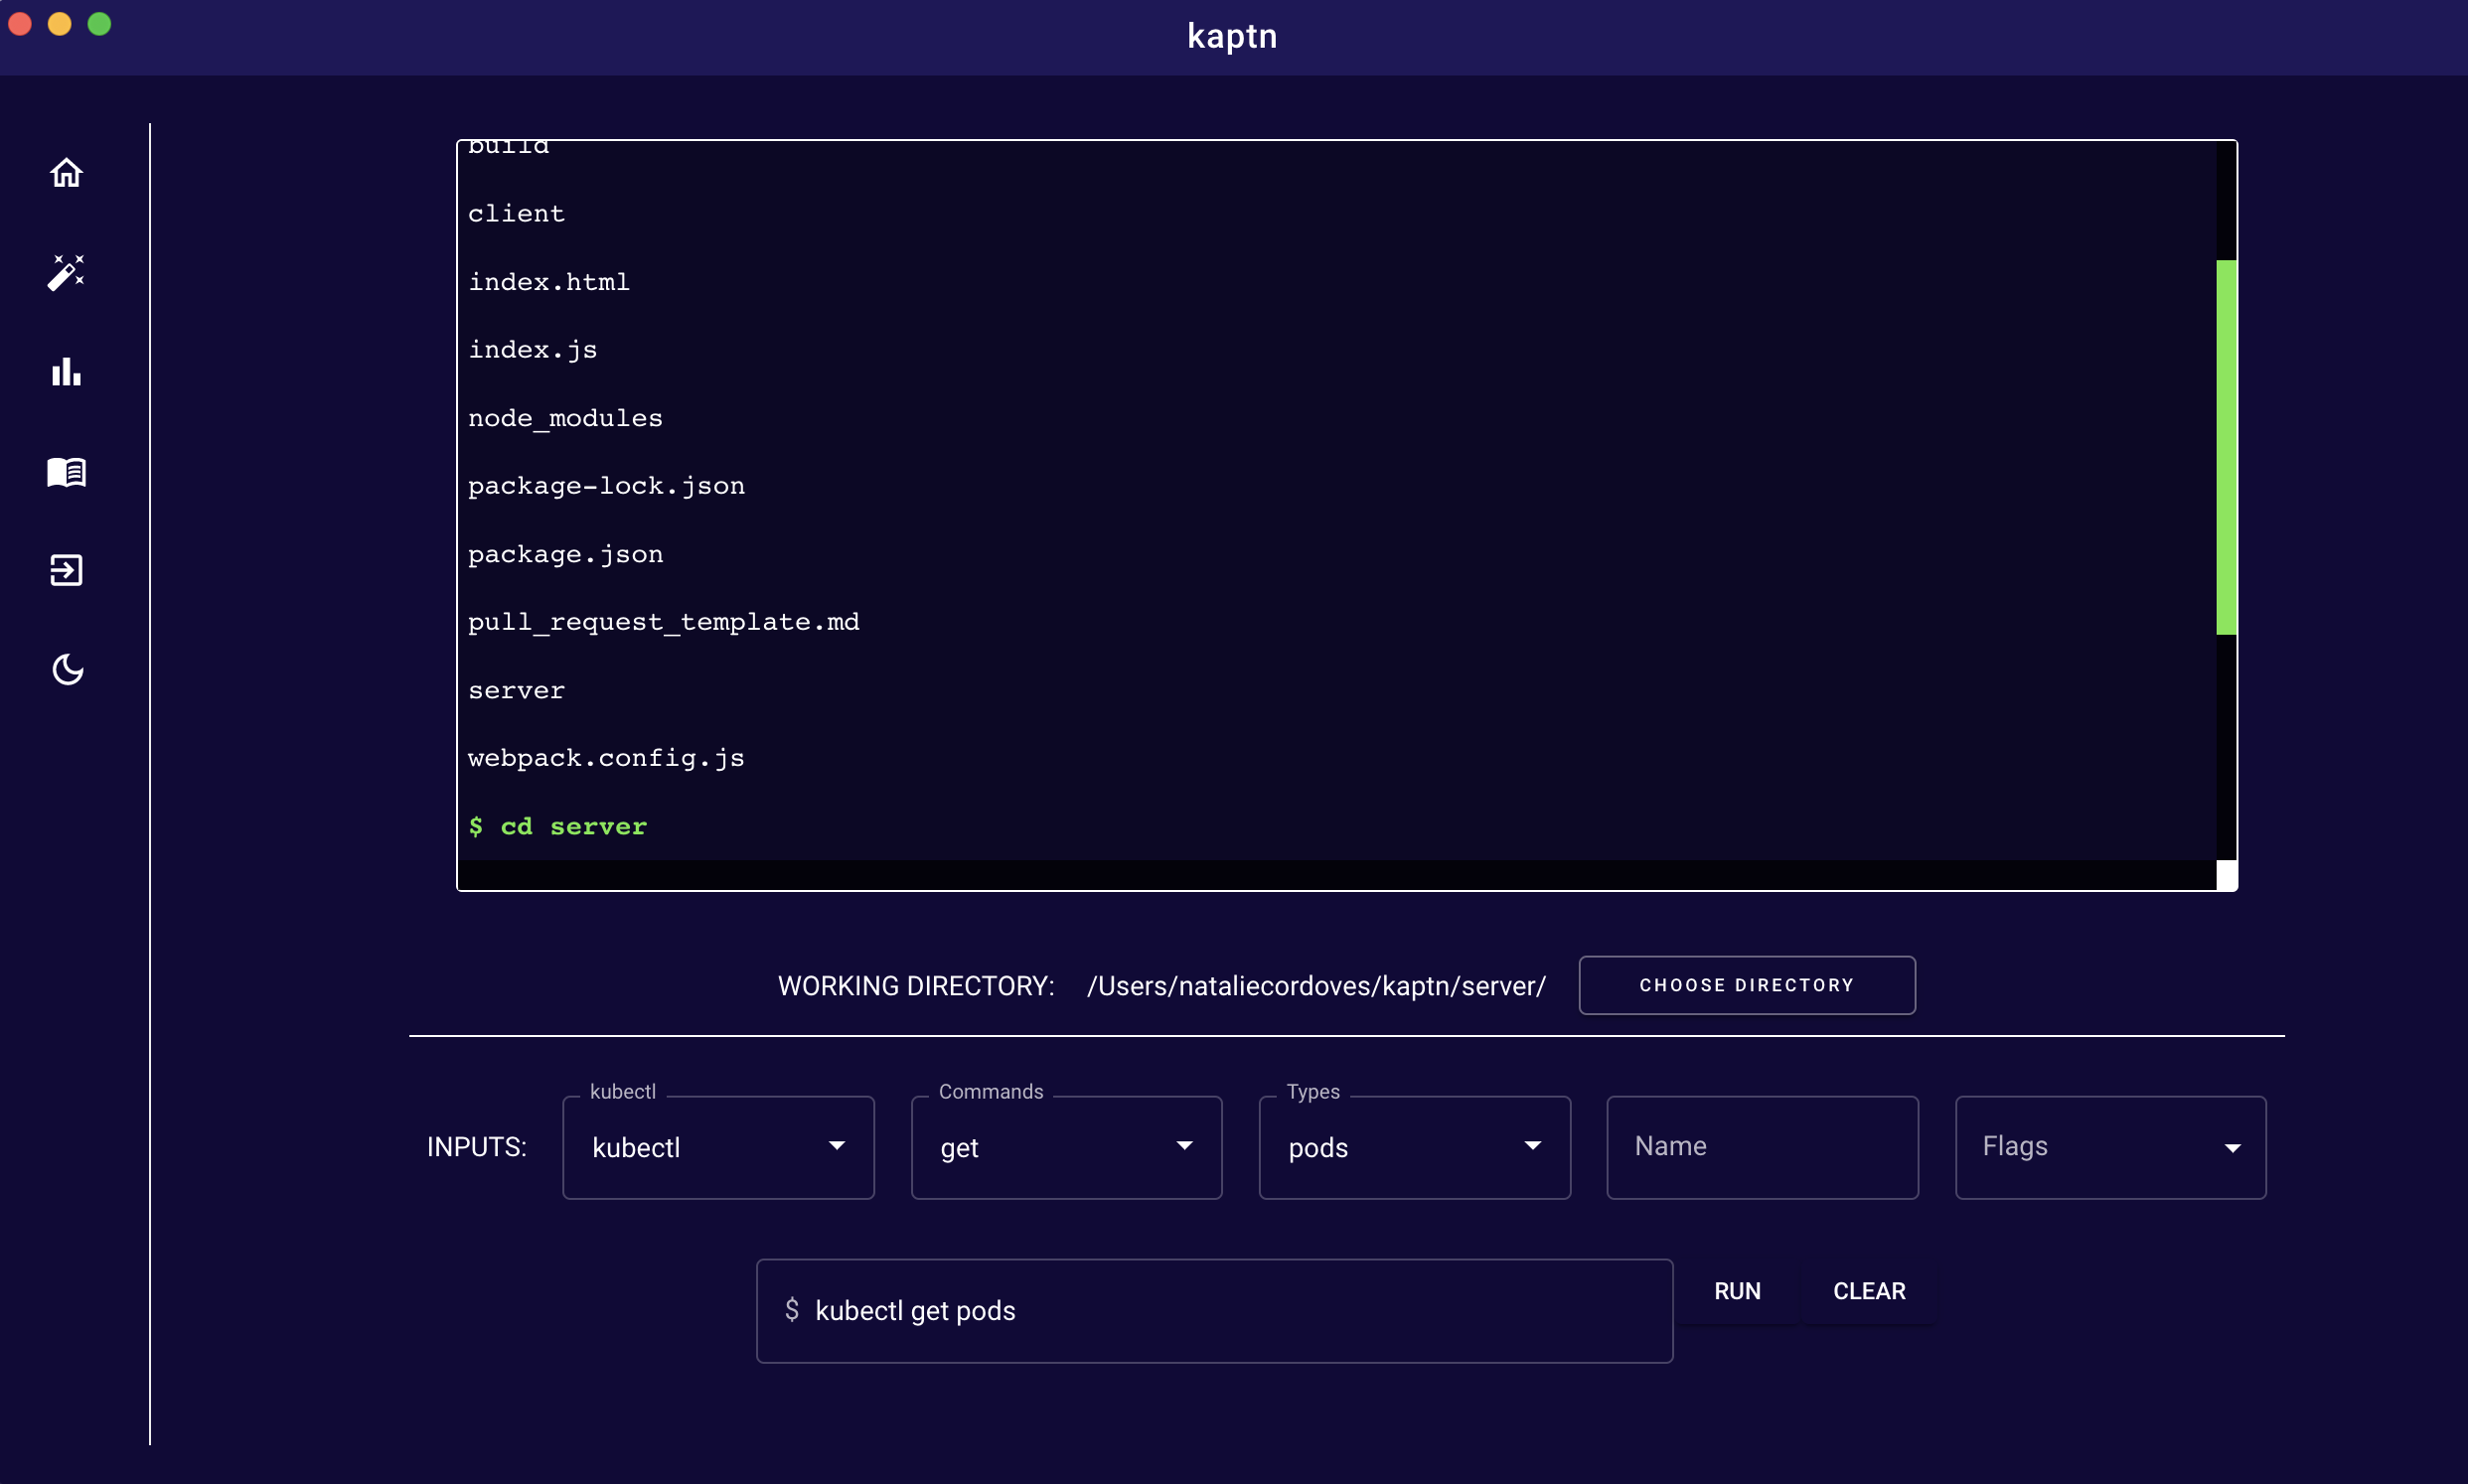 kaptn
build
client
index.html
index.js
node_modules
package-lock.json
package.json
pull_request_template.md
server
webpack.config.js
$ cd server
WORKING DIRECTORY: /Users/nataliecordoves/kaptn/server/ CHOOSE DIRECTORY
kubectl Commands Types
INPUTS: kubectl get pods Name Flags
$ kubectl get pods RUN CLEAR